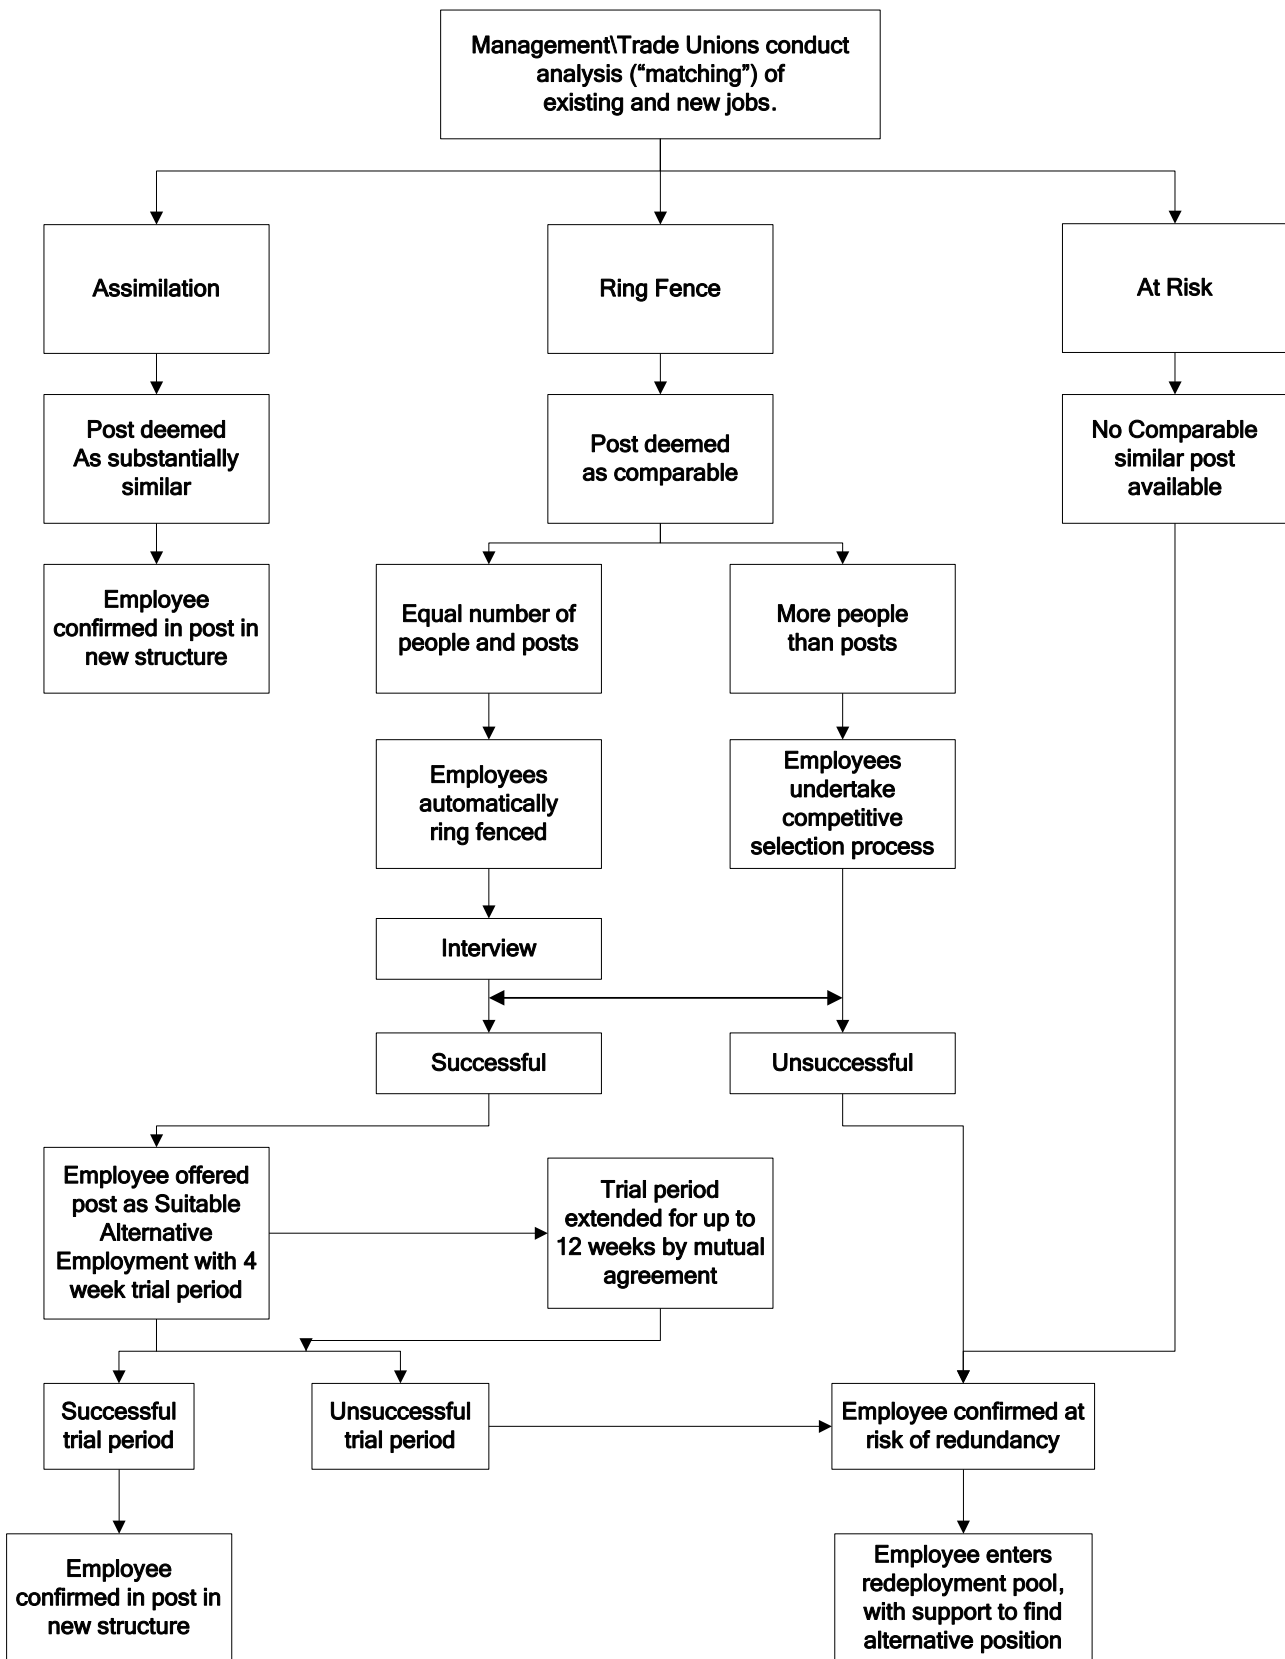 Management\Trade Unions conduct
analysis (“matching”) of
existing and new jobs.
Assimilation
Ring Fence
At Risk
Post deemed
As substantially
similar
Post deemed
as comparable
No Comparable
similar post
available
Employee
confirmed in post in
new structure
Equal number of
people and posts
More people
than posts
Employees
automatically
ring fenced
Employees
undertake
competitive
selection process
Interview
Successful
Unsuccessful
Employee offered
post as Suitable
Alternative
Employment with 4
week trial period
Trial period
extended for up to
12 weeks by mutual
agreement
Successful
trial period
Unsuccessful
trial period
Employee confirmed at
risk of redundancy
Employee
confirmed in post in
new structure
Employee enters
redeployment pool,
with support to find
alternative position